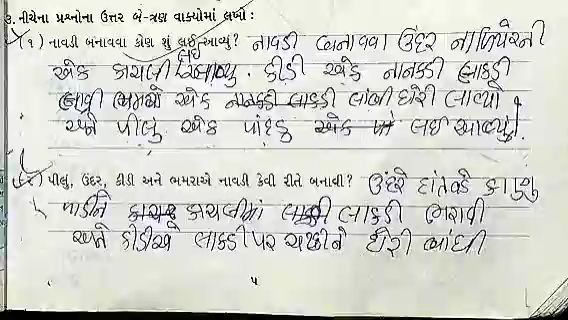 ૩. નીચેના પ્રશ્નોના ઉત્તર બે-ત્રણ વાક્યોમાં લખો :
(૧) નાવડી બનાવવા કોણ શું લઈ આવ્યું? નાવડી બનાવવા ઉંદર નાળિયેરની
એક કાચલી લઈ આવ્યુ. કીડી એક નાનકડી લાકડી
લાવી ભમરો એક લાંબી દોરી લાવ્યો
અને પીલુ એક પાંદડુ લઈ આવ્યું.
(૨) પીલુ, ઉંદર, કીડી અને ભમરાએ નાવડી કેવી રીતે બનાવી? ઉંદરે દાંતવડે કાણુ
પાડીને કાચલીમાં લાકડી ભરાવી
અને કીડીએ લાકડી પર દોરી બાંધી
૫